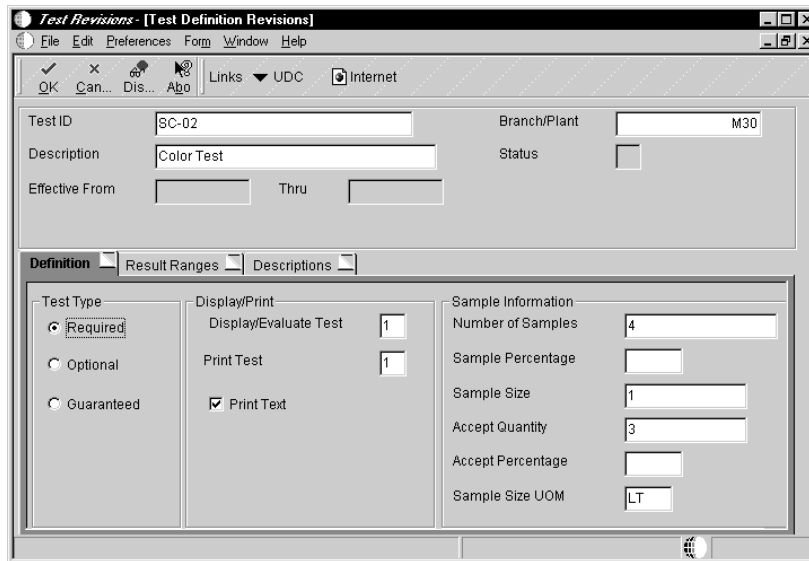 Test Revisions - [Test Definition Revisions]
File Edit Preferences Form Window Help
OK Can... Dis... Abo Links UDC Internet
Test ID SC-02 Branch/Plant M30
Description Color Test Status
Effective From Thru
Definition Result Ranges Descriptions
Test Type
Required
Optional
Guaranteed
Display/Print
Display/Evaluate Test 1
Print Test 1
Print Text
Sample Information
Number of Samples 4
Sample Percentage
Sample Size 1
Accept Quantity 3
Accept Percentage
Sample Size UOM LT